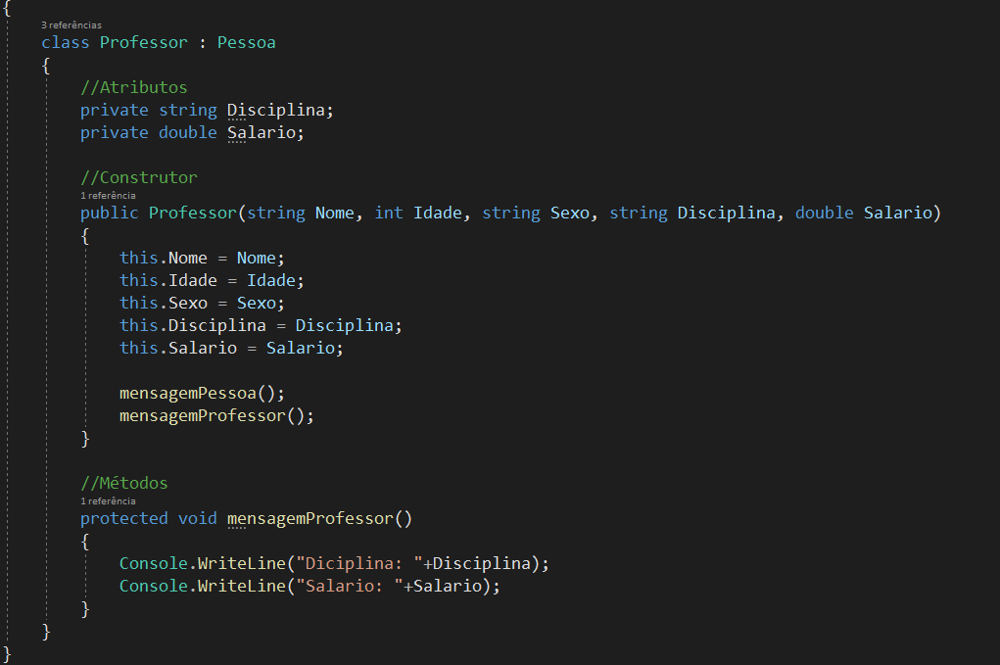 {
3 referências
class Professor : Pessoa
{
//Atributos
private string Disciplina;
private double Salario;
//Construtor
1 referência
public Professor(string Nome, int Idade, string Sexo, string Disciplina, double Salario)
{
this.Nome = Nome;
this.Idade = Idade;
this.Sexo = Sexo;
this.Disciplina = Disciplina;
this.Salario = Salario;
mensagemPessoa();
mensagemProfessor();
}
//Métodos
1 referência
protected void mensagemProfessor()
{
Console.WriteLine("Diciplina: "+Disciplina);
Console.WriteLine("Salario: "+Salario);
}
}
}